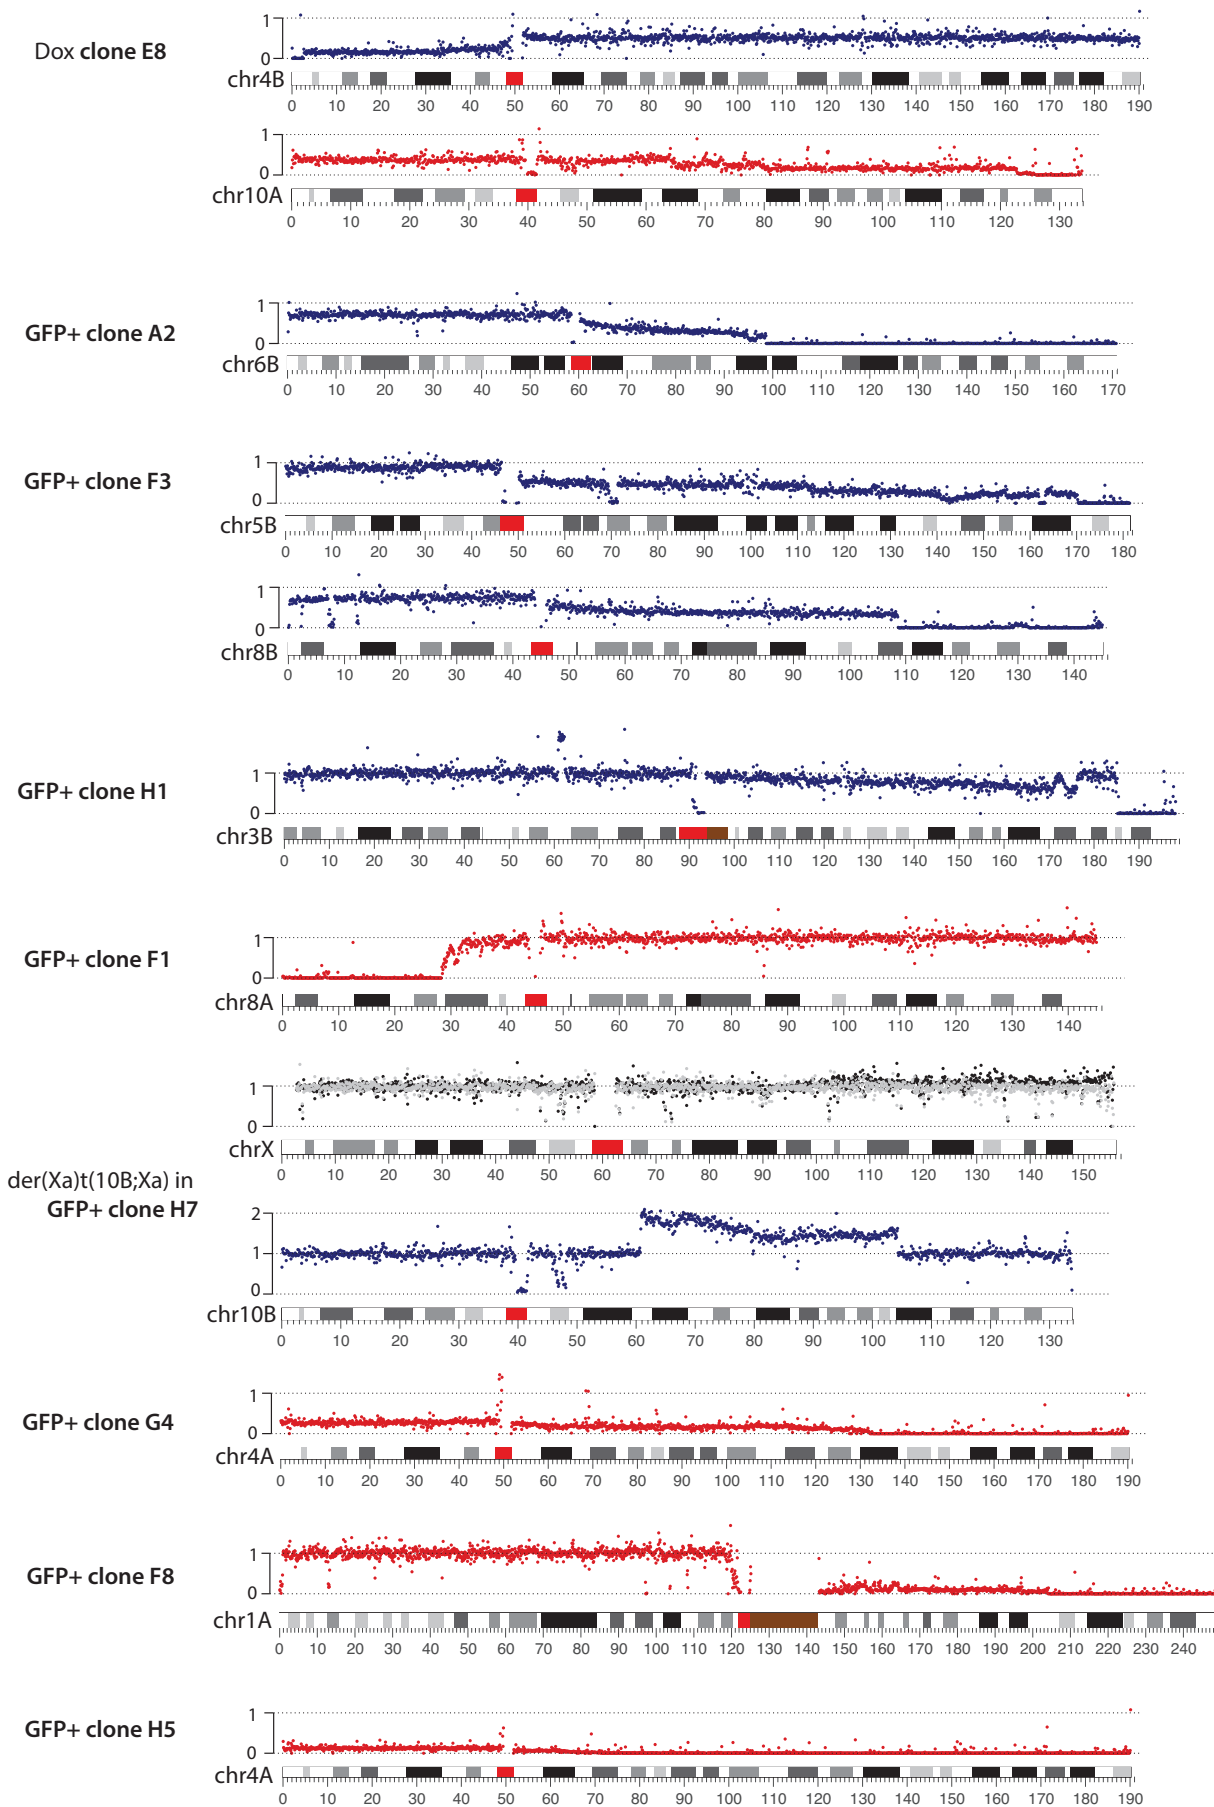 Dox clone E8
1
0
chr4B
0 10 20 30 40 50 60 70 80 90 100 110 120 130 140 150 160 170 180 190
1
0
chr10A
0 10 20 30 40 50 60 70 80 90 100 110 120 130
GFP+ clone A2
1
0
chr6B
0 10 20 30 40 50 60 70 80 90 100 110 120 130 140 150 160 170
GFP+ clone F3
1
0
chr5B
0 10 20 30 40 50 60 70 80 90 100 110 120 130 140 150 160 170 180
1
0
chr8B
0 10 20 30 40 50 60 70 80 90 100 110 120 130 140
GFP+ clone H1
1
0
chr3B
0 10 20 30 40 50 60 70 80 90 100 110 120 130 140 150 160 170 180 190
GFP+ clone F1
1
0
chr8A
0 10 20 30 40 50 60 70 80 90 100 110 120 130 140
1
0
chrX
0 10 20 30 40 50 60 70 80 90 100 110 120 130 140 150
der(Xa)t(10B;Xa) in
GFP+ clone H7
2
1
0
chr10B
0 10 20 30 40 50 60 70 80 90 100 110 120 130
GFP+ clone G4
1
0
chr4A
0 10 20 30 40 50 60 70 80 90 100 110 120 130 140 150 160 170 180 190
GFP+ clone F8
1
0
chr1A
0 10 20 30 40 50 60 70 80 90 100 110 120 130 140 150 160 170 180 190 200 210 220 230 240
GFP+ clone H5
1
0
chr4A
0 10 20 30 40 50 60 70 80 90 100 110 120 130 140 150 160 170 180 190